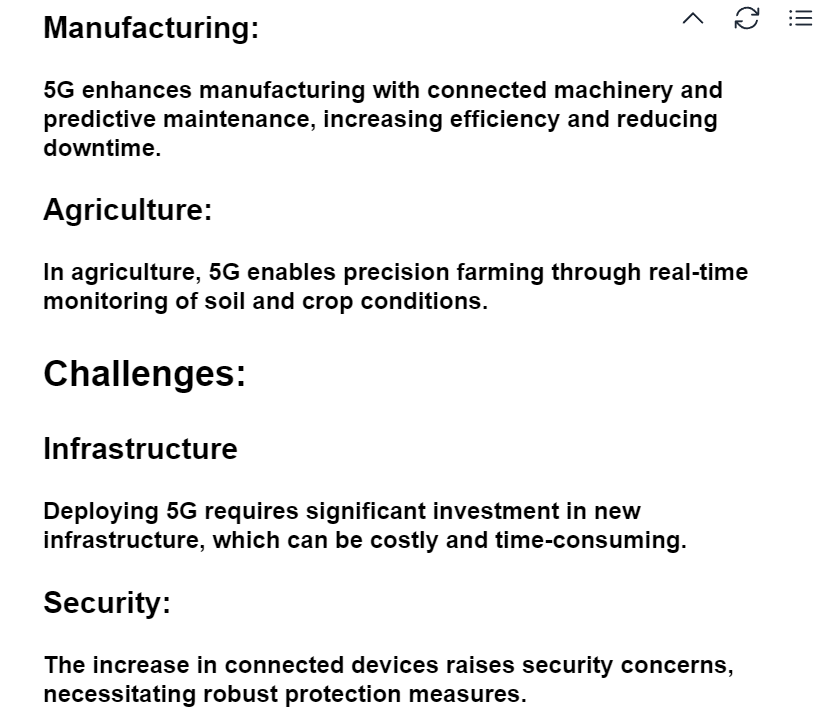 Manufacturing:
5G enhances manufacturing with connected machinery and
predictive maintenance, increasing efficiency and reducing
downtime.
Agriculture:
In agriculture, 5G enables precision farming through real-time
monitoring of soil and crop conditions.
Challenges:
Infrastructure
Deploying 5G requires significant investment in new
infrastructure, which can be costly and time-consuming.
Security:
The increase in connected devices raises security concerns,
necessitating robust protection measures.